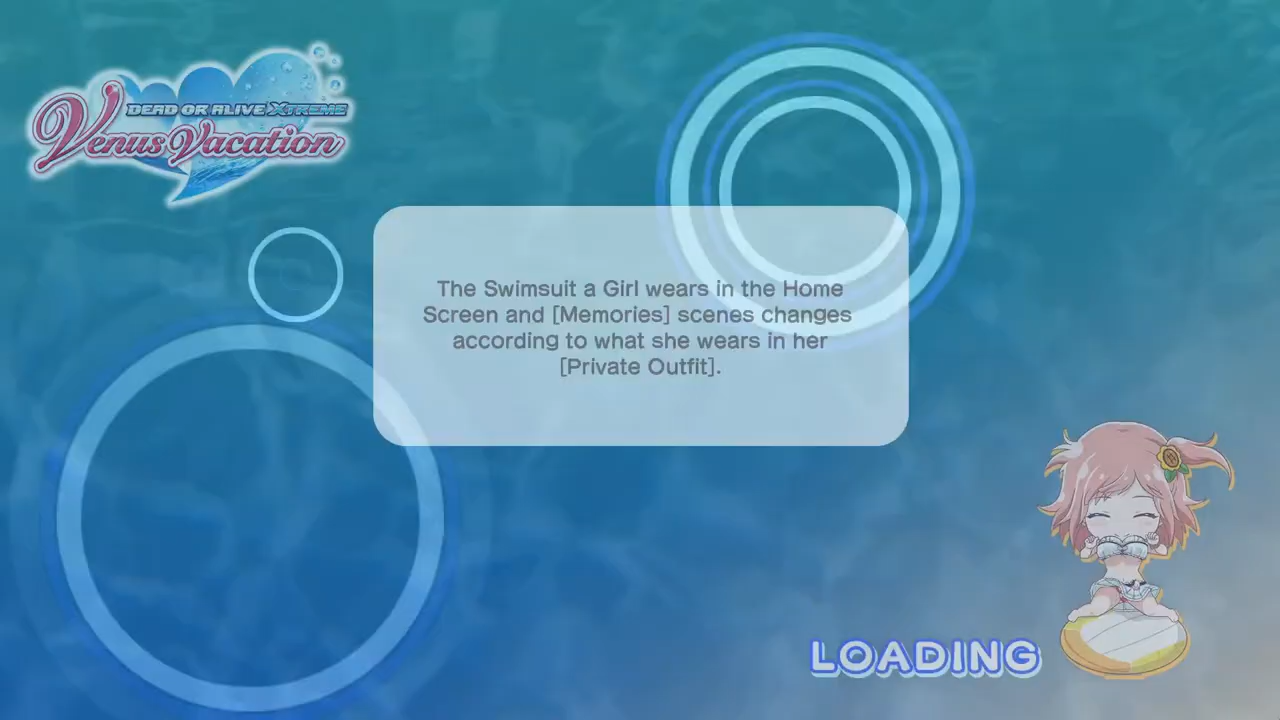 DEAD OR ALIVE XTREME
Venus Vacation
The Swimsuit a Girl wears in the Home
Screen and [Memories] scenes changes
according to what she wears in her
[Private Outfit].
LOADING